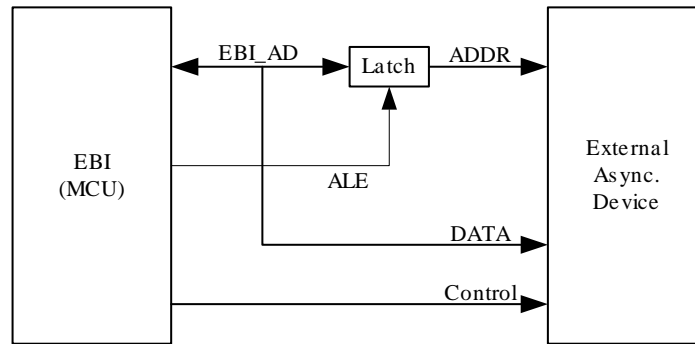 EBI_AD
Latch
ADDR
EBI
(MCU)
ALE
External
Async.
Device
DATA
Control